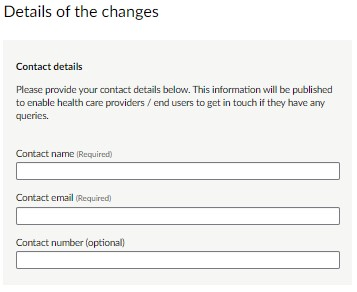 Details of the changes
Contact details
Please provide your contact details below. This information will be published
to enable health care providers / end users to get in touch if they have any
queries.
Contact name (Required)
Contact email (Required)
Contact number (optional)